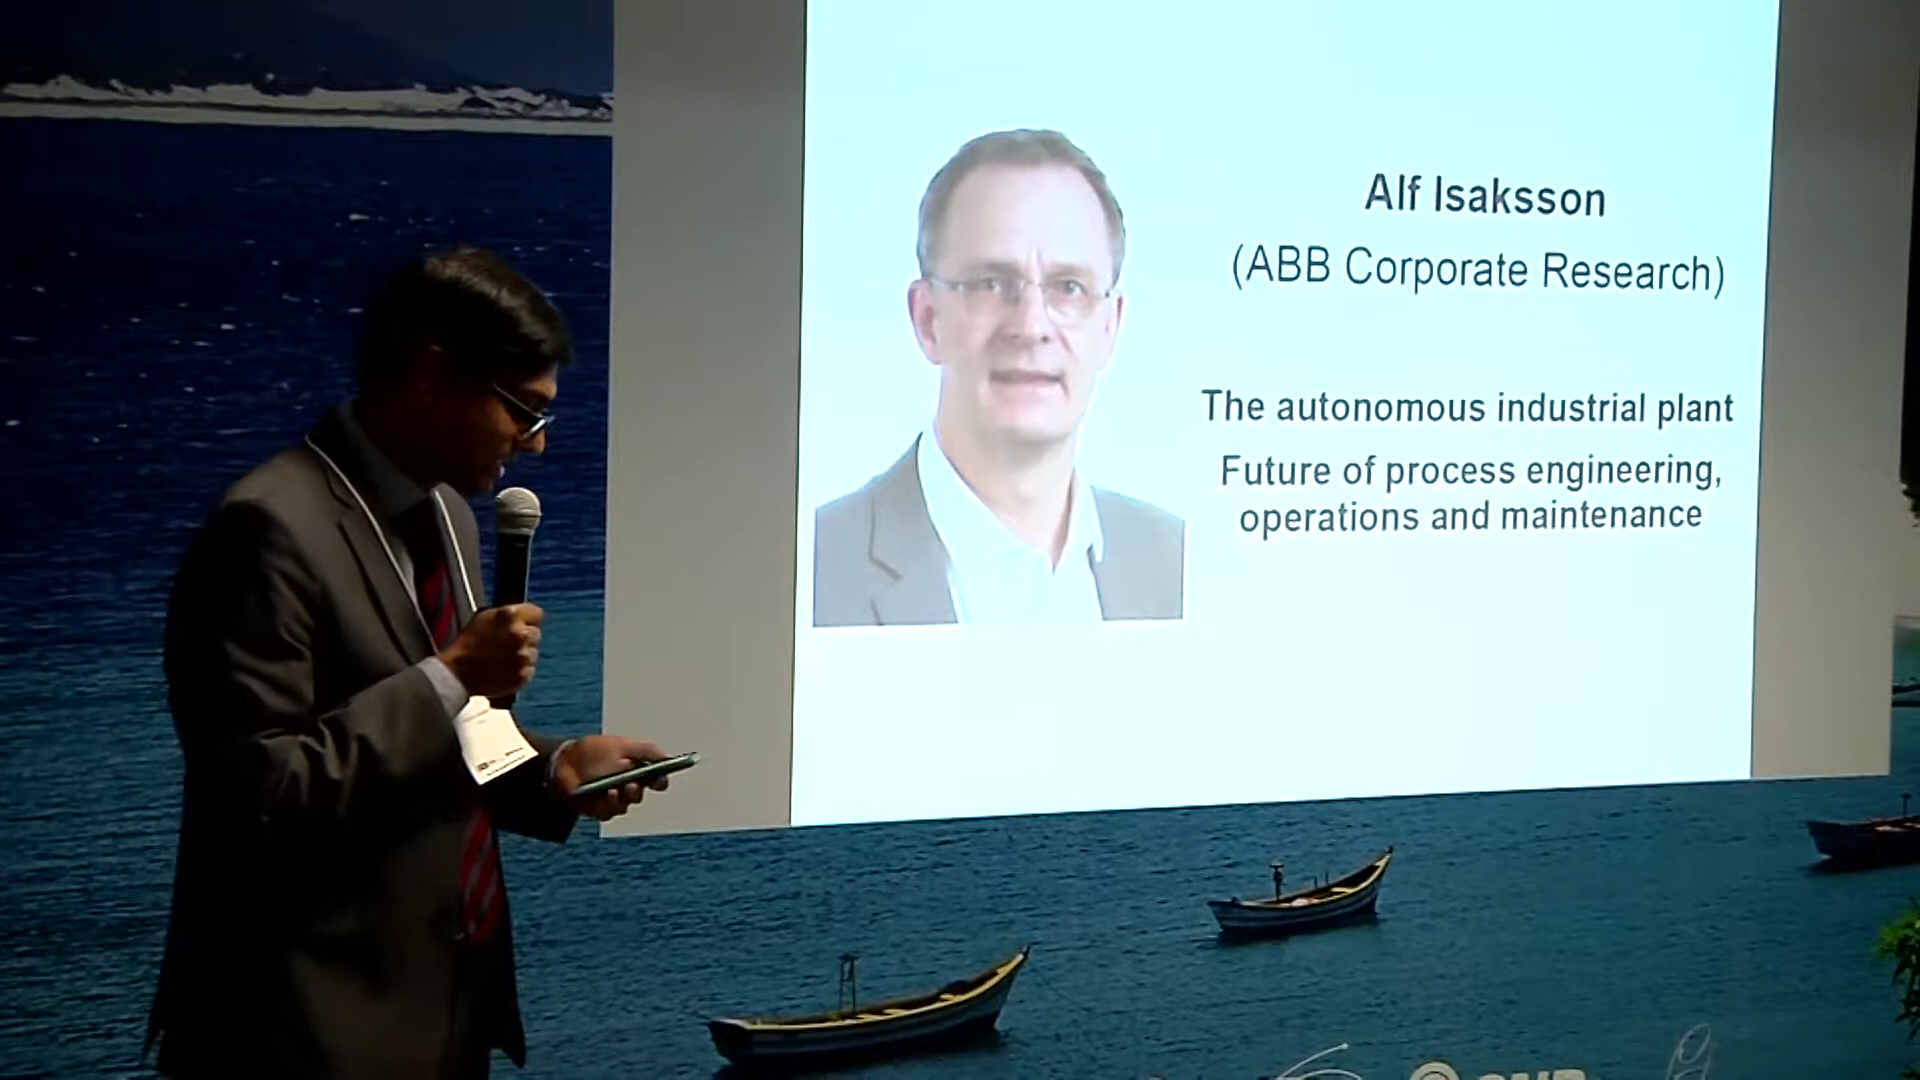 Alf Isaksson
(ABB Corporate Research)
The autonomous industrial plant
Future of process engineering,
operations and maintenance